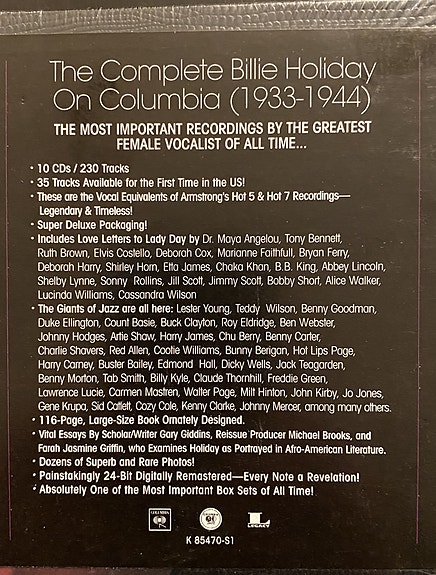 The Complete Billie Holiday
On Columbia (1933-1944)
THE MOST IMPORTANT RECORDINGS BY THE GREATEST
FEMALE VOCALIST OF ALL TIME...
• 10 CDs / 230 Tracks
• 35 Tracks Available for the First Time in the US!
• These are the Vocal Equivalents of Armstrong's Hot 5 & Hot 7 Recordings—
Legendary & Timeless!
• Super Deluxe Packaging!
• Includes Love Letters to Lady Day by Dr. Maya Angelou, Tony Bennett,
Ruth Brown, Elvis Costello, Deborah Cox, Marianne Faithfull, Bryan Ferry,
Deborah Harry, Shirley Horn, Etta James, Chaka Khan, B.B. King, Abbey Lincoln,
Shelby Lynne, Sonny Rollins, Jill Scott, Jimmy Scott, Bobby Short, Alice Walker,
Lucinda Williams, Cassandra Wilson
• The Giants of Jazz are all here: Lester Young, Teddy Wilson, Benny Goodman,
Duke Ellington, Count Basie, Buck Clayton, Roy Eldridge, Ben Webster,
Johnny Hodges, Artie Shaw, Harry James, Chu Berry, Benny Carter,
Charlie Shavers, Red Allen, Cootie Williams, Bunny Berigan, Hot Lips Page,
Harry Carney, Buster Bailey, Edmond Hall, Dicky Wells, Jack Teagarden,
Benny Morton, Tab Smith, Billy Kyle, Claude Thornhill, Freddie Green,
Lawrence Lucie, Carmen Mastren, Walter Page, Milt Hinton, John Kirby, Jo Jones,
Gene Krupa, Sid Catlett, Cozy Cole, Kenny Clarke, Johnny Mercer, among many others.
• 116-Page, Large-Size Book Ornately Designed.
• Vital Essays By Scholar/Writer Gary Giddins, Reissue Producer Michael Brooks, and
Farah Jasmine Griffin, who Examines Holiday as Portrayed in Afro-American Literature.
• Dozens of Superb and Rare Photos!
• Painstakingly 24-Bit Digitally Remastered—Every Note a Revelation!
• Absolutely One of the Most Important Box Sets of All Time!
COLUMBIA
LEGACY
K 85470-S1